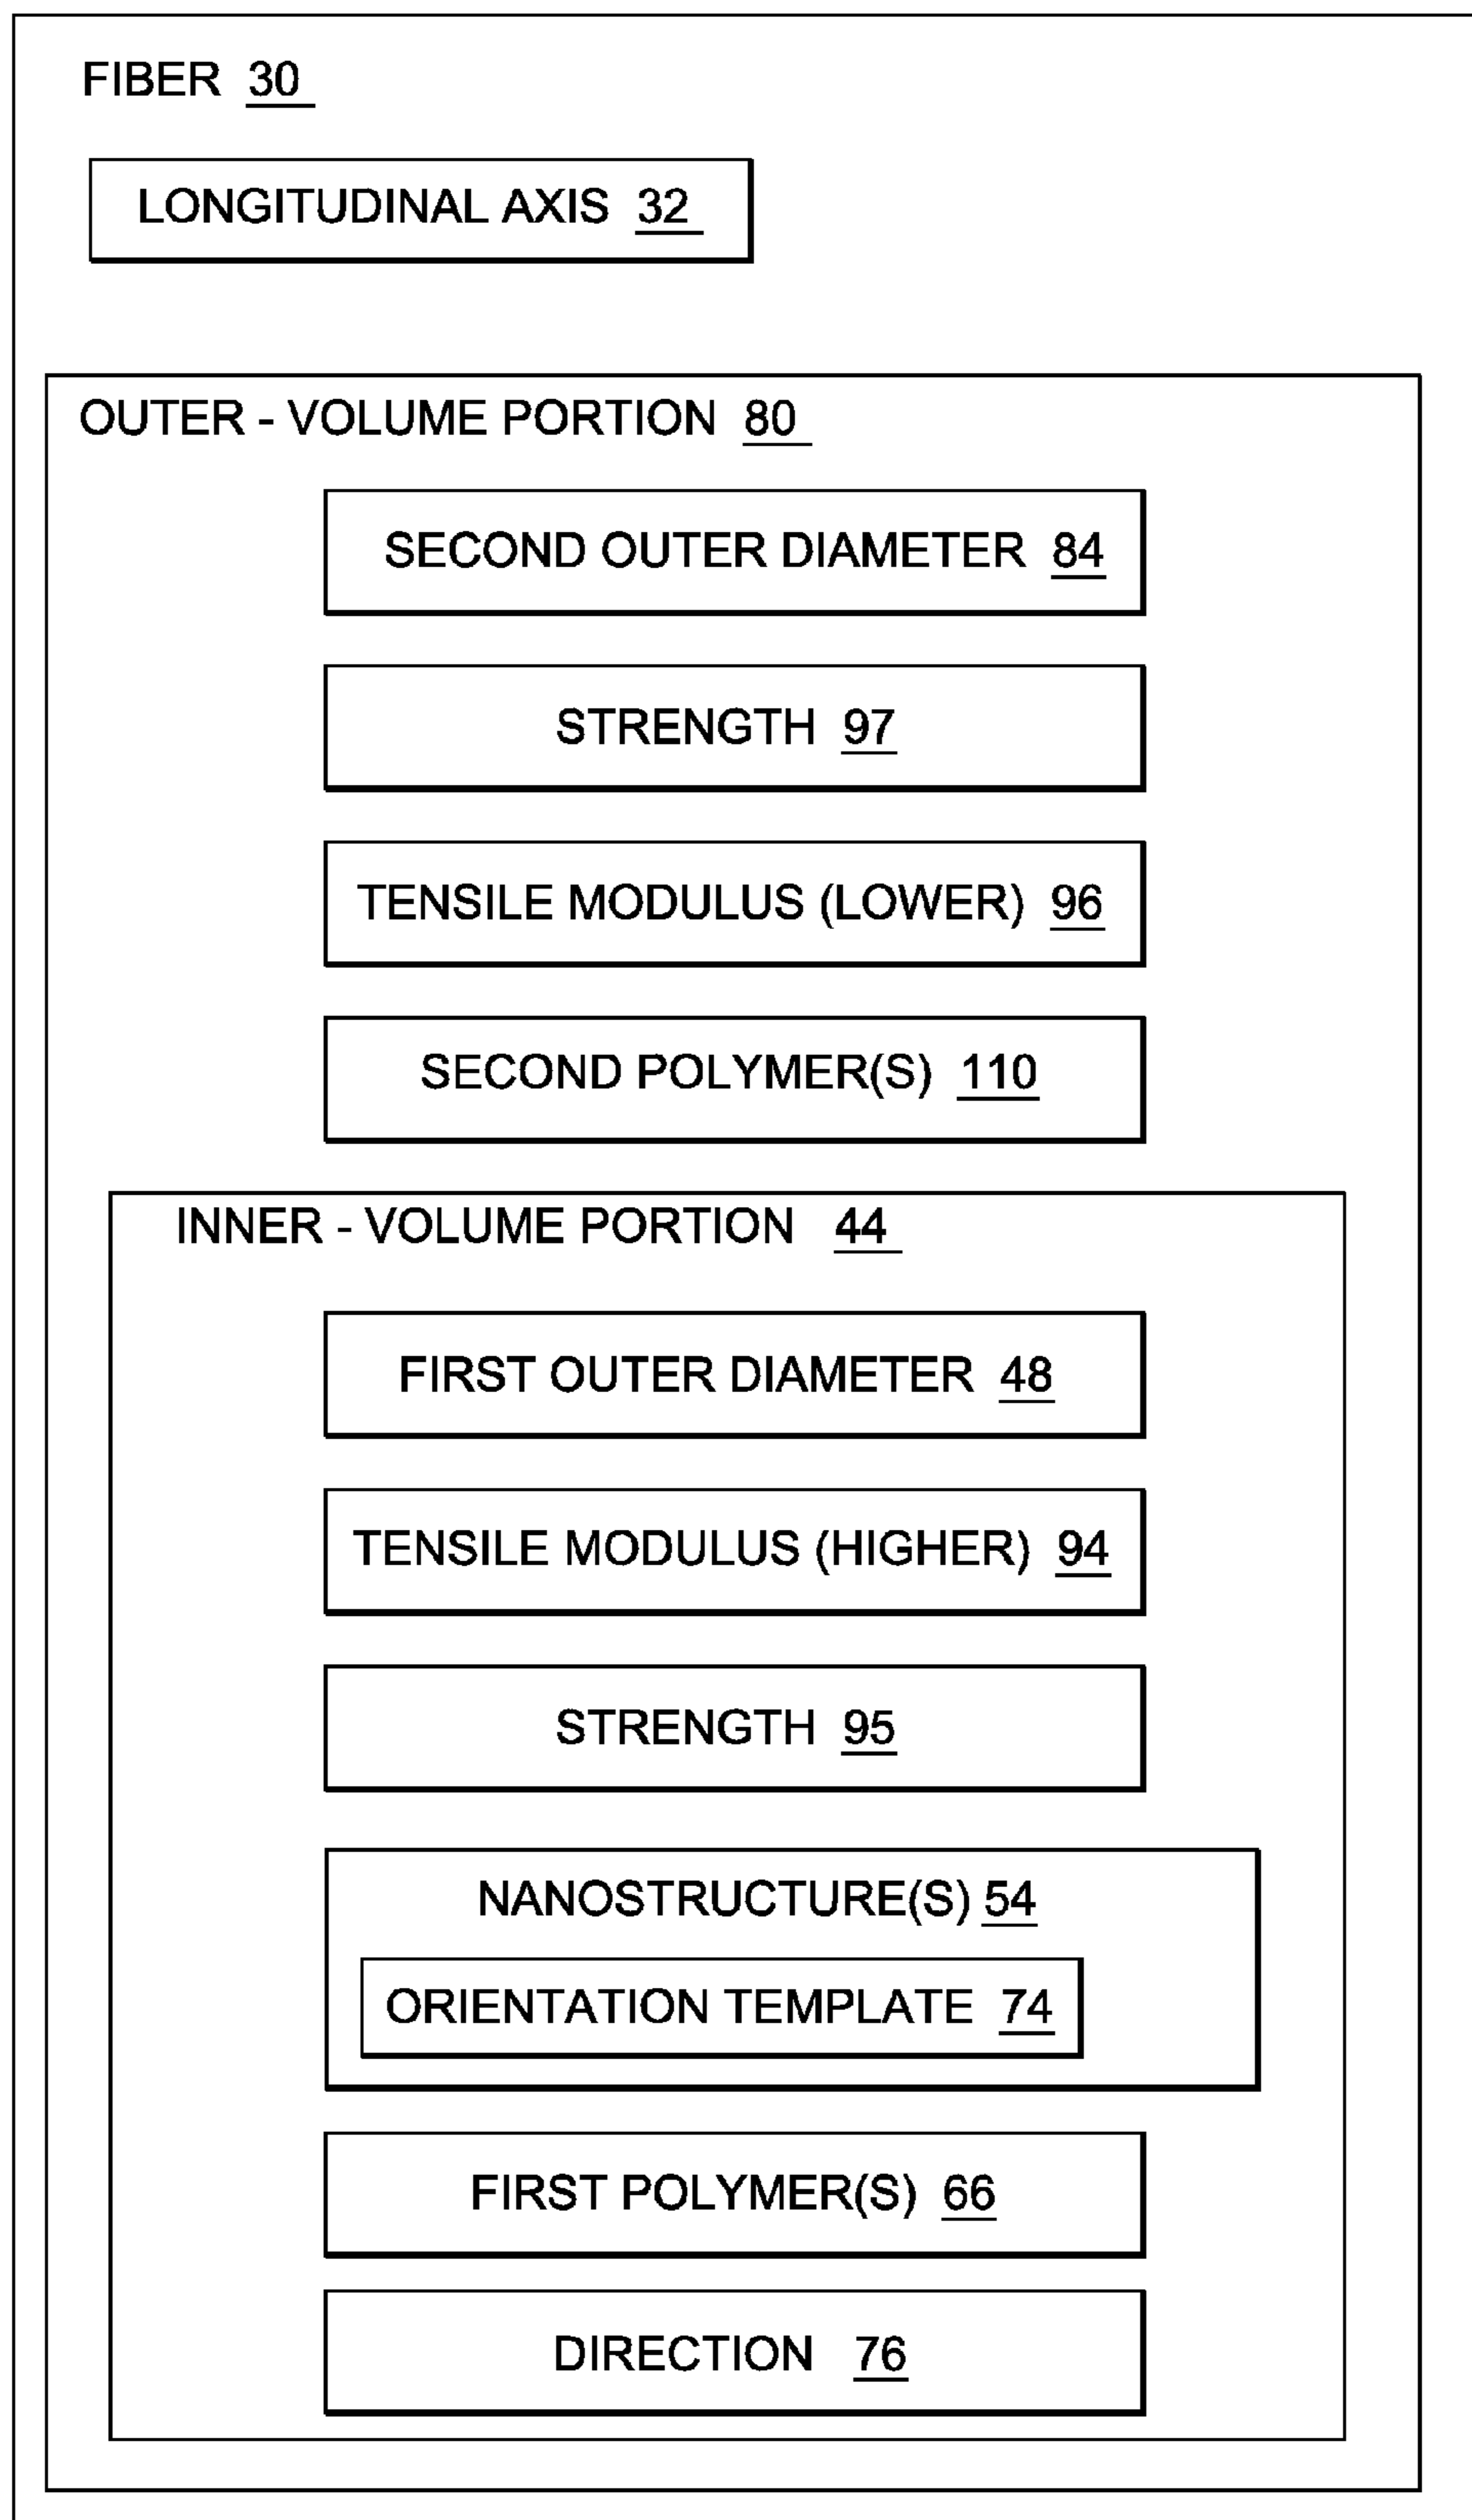 FIBER 30
LONGITUDINAL AXIS 32
OUTER - VOLUME PORTION 80
SECOND OUTER DIAMETER 84
STRENGTH 97
TENSILE MODULUS (LOWER) 96
SECOND POLYMER(S) 110
INNER - VOLUME PORTION 44
FIRST OUTER DIAMETER 48
TENSILE MODULUS (HIGHER) 94
STRENGTH 95
NANOSTRUCTURE(S) 54
ORIENTATION TEMPLATE 74
FIRST POLYMER(S) 66
DIRECTION 76